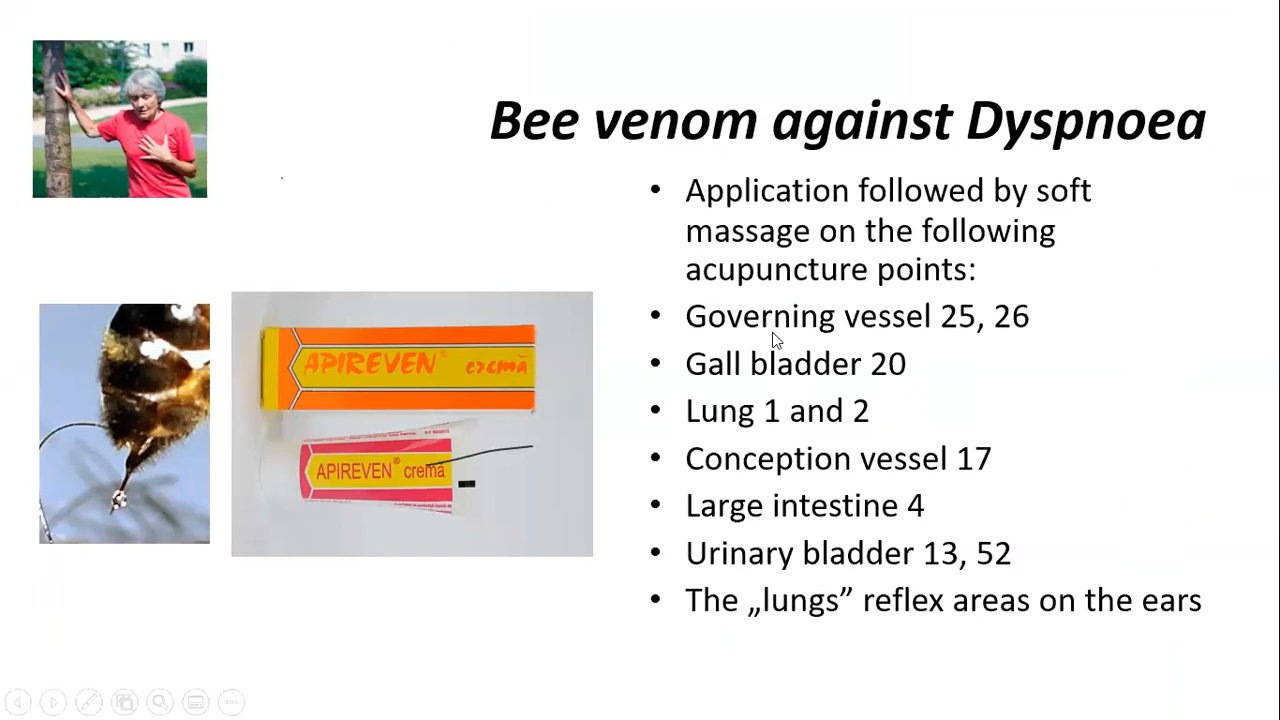 Bee venom against Dyspnoea
• Application followed by soft
massage on the following
acupuncture points:
• Governing vessel 25, 26
• Gall bladder 20
• Lung 1 and 2
• Conception vessel 17
• Large intestine 4
• Urinary bladder 13, 52
• The „lungs” reflex areas on the ears
APIREVEN® cremă
APIREVEN® crema